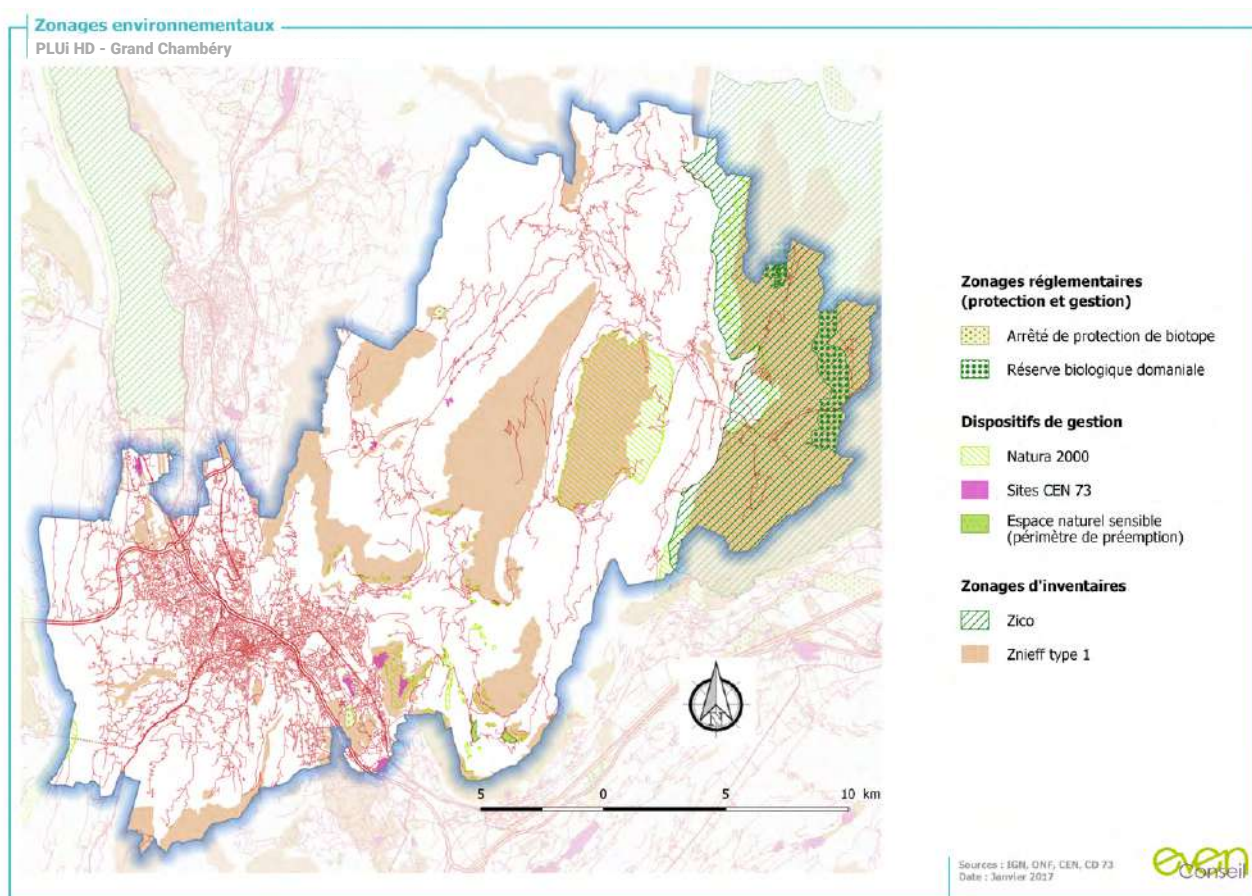 Zonages environnementaux
PLUi HD - Grand Chambéry
Zonages réglementaires
(protection et gestion)
Arrêté de protection de biotope
Réserve biologique domaniale
Dispositifs de gestion
Natura 2000
Sites CEN 73
Espace naturel sensible
(périmètre de préemption)
Zonages d'inventaires
Zico
Znieff type 1
N
5 0 5 10 km
Sources : IGN, ONF, CEN, CD 73
Date : Janvier 2017
even
Conseil